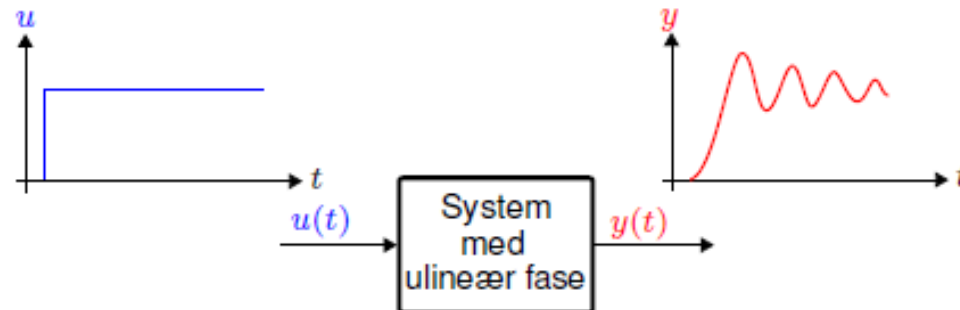 u
y
t
t
u(t)
System
med
ulineær fase
y(t)